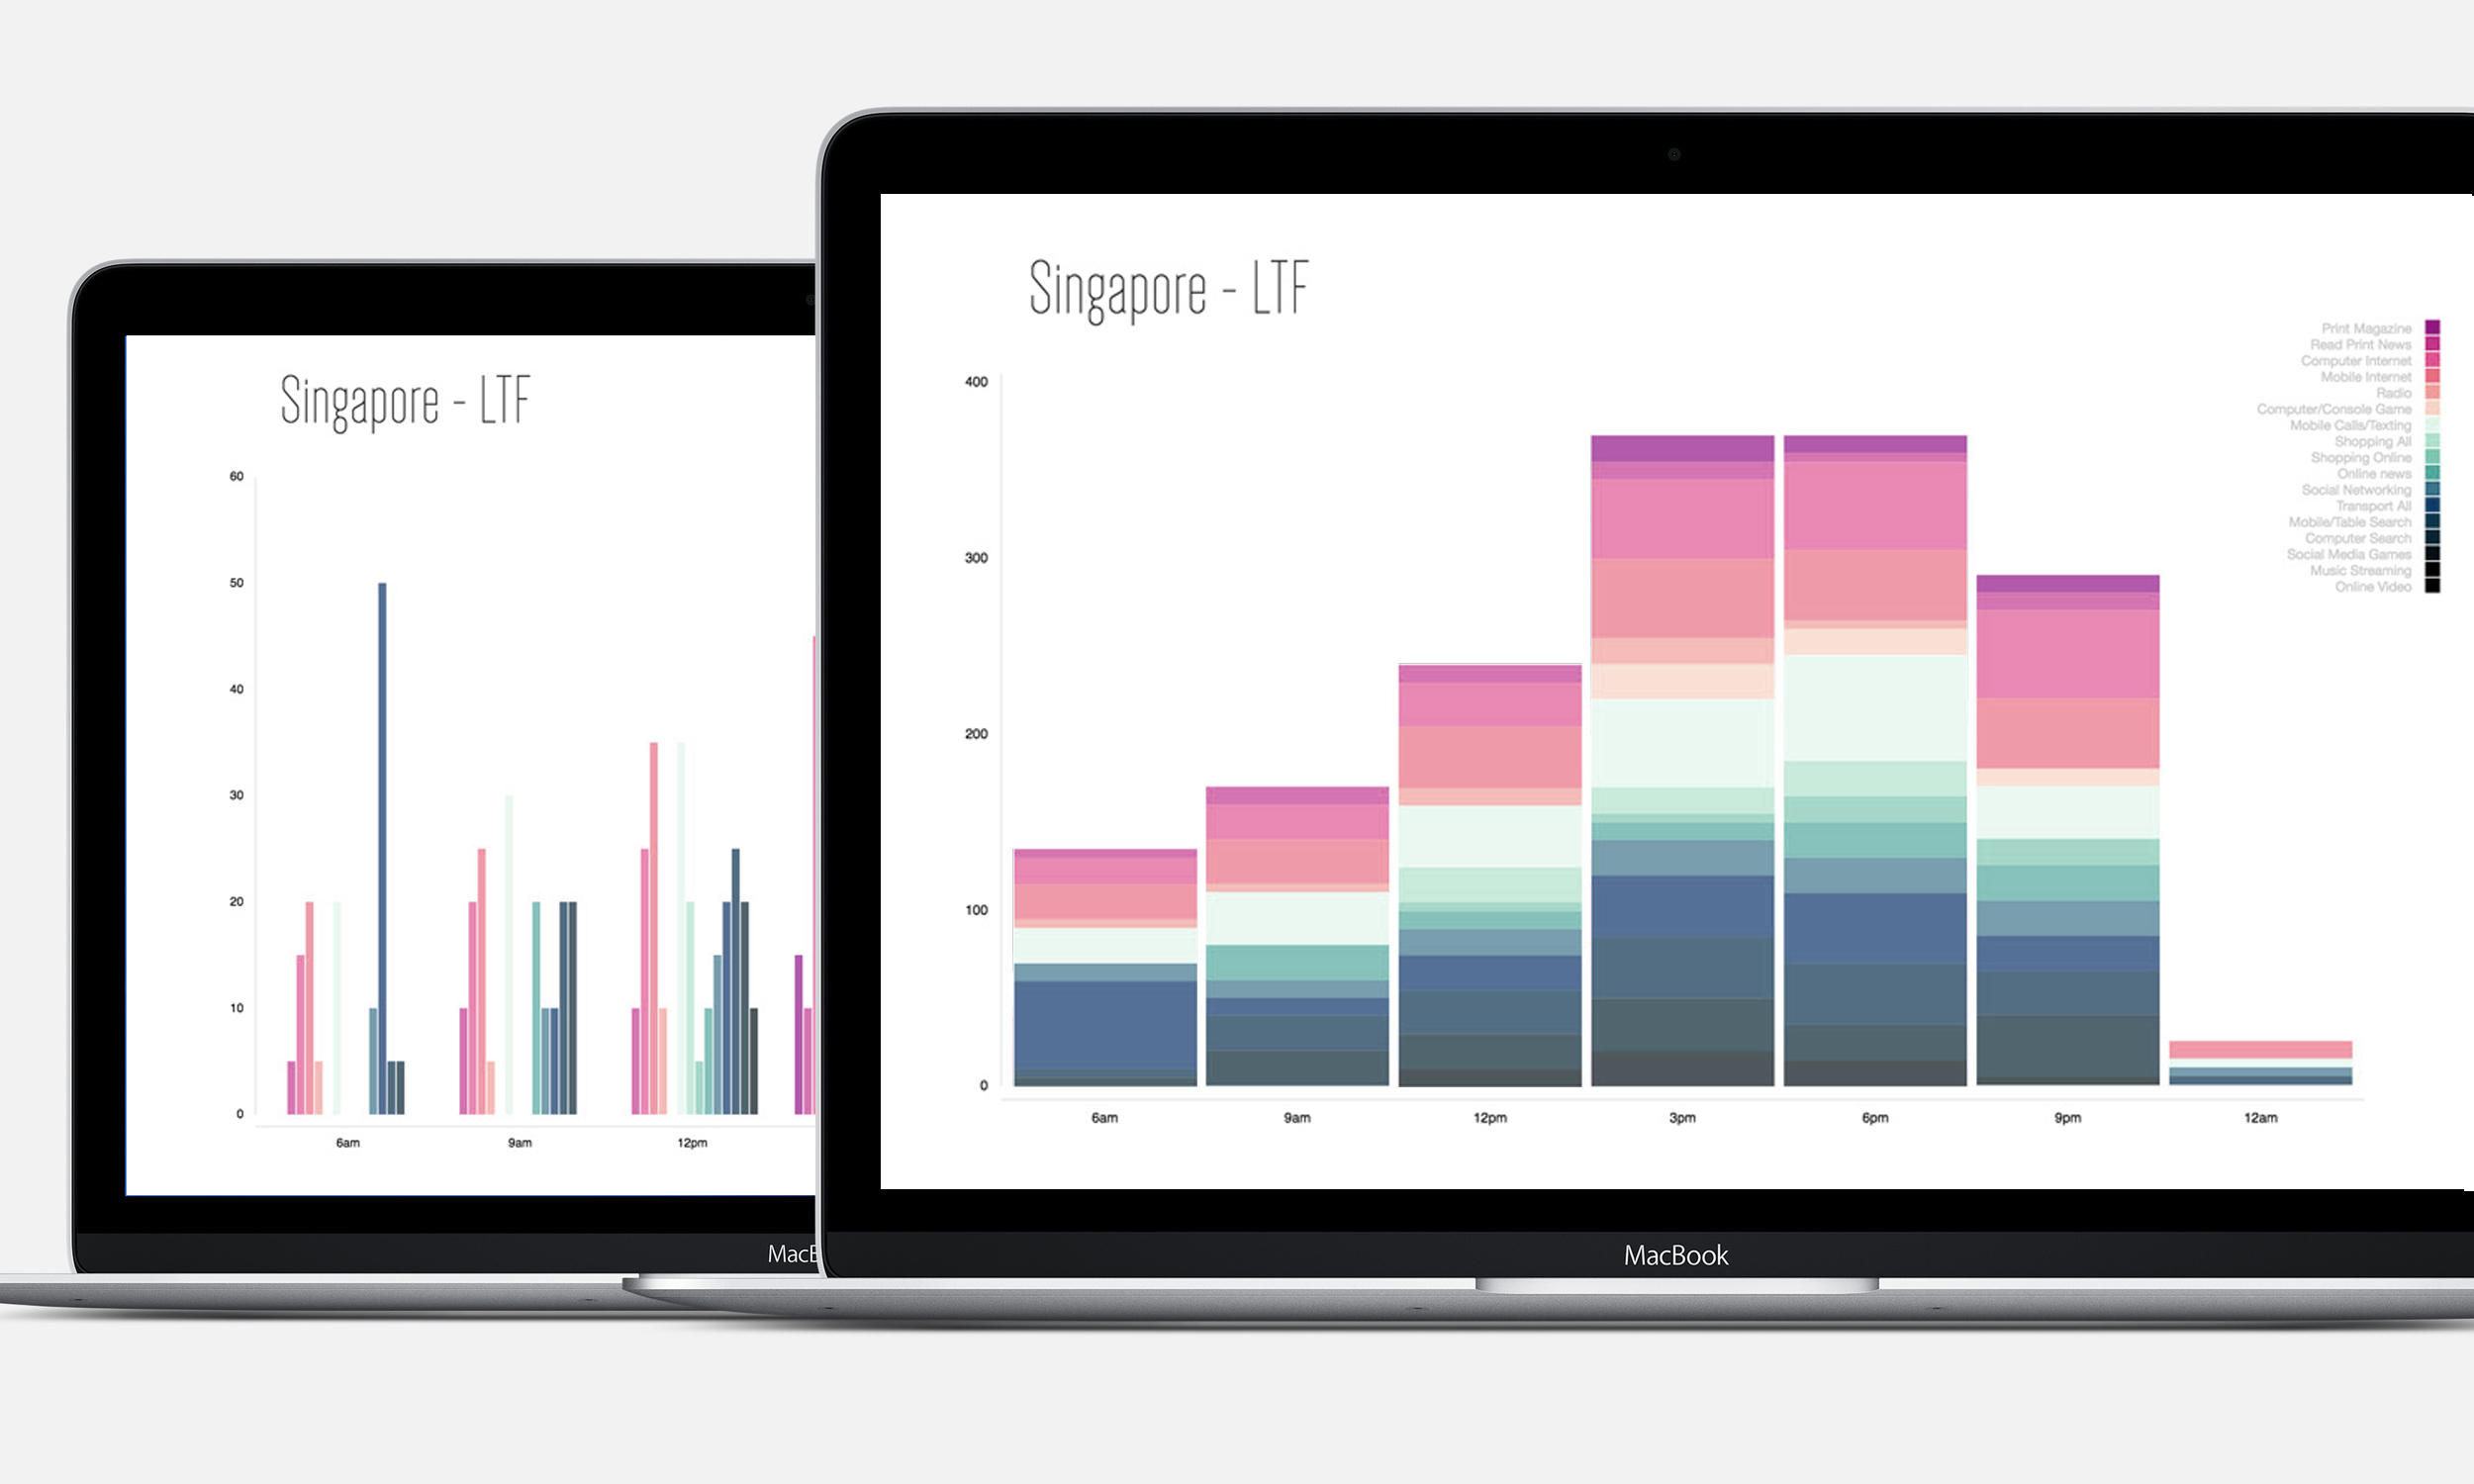 Singapore - LTF
60
50
40
30
20
10
0
6am
9am
12pm
MacB
Singapore - LTF
400
300
200
100
0
6am
9am
12pm
3pm
6pm
9pm
12am
Print Magazine
Read Print News
Computer Internet
Mobile Internet
Radio
Computer/Console Game
Mobile Calls/Texting
Shopping All
Shopping Online
Online news
Social Networking
Transport All
Mobile/Table Search
Computer Search
Social Media Games
Music Streaming
Online Video
MacBook